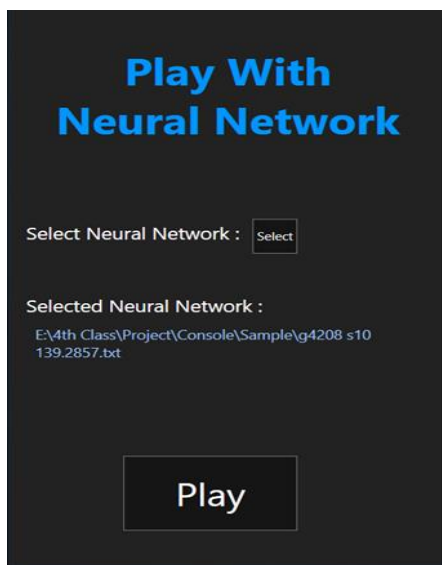 Play With
Neural Network
Select Neural Network : Select
Selected Neural Network :
E:\4th Class\Project\Console\Sample\g4208 s10
139.2857.txt
Play